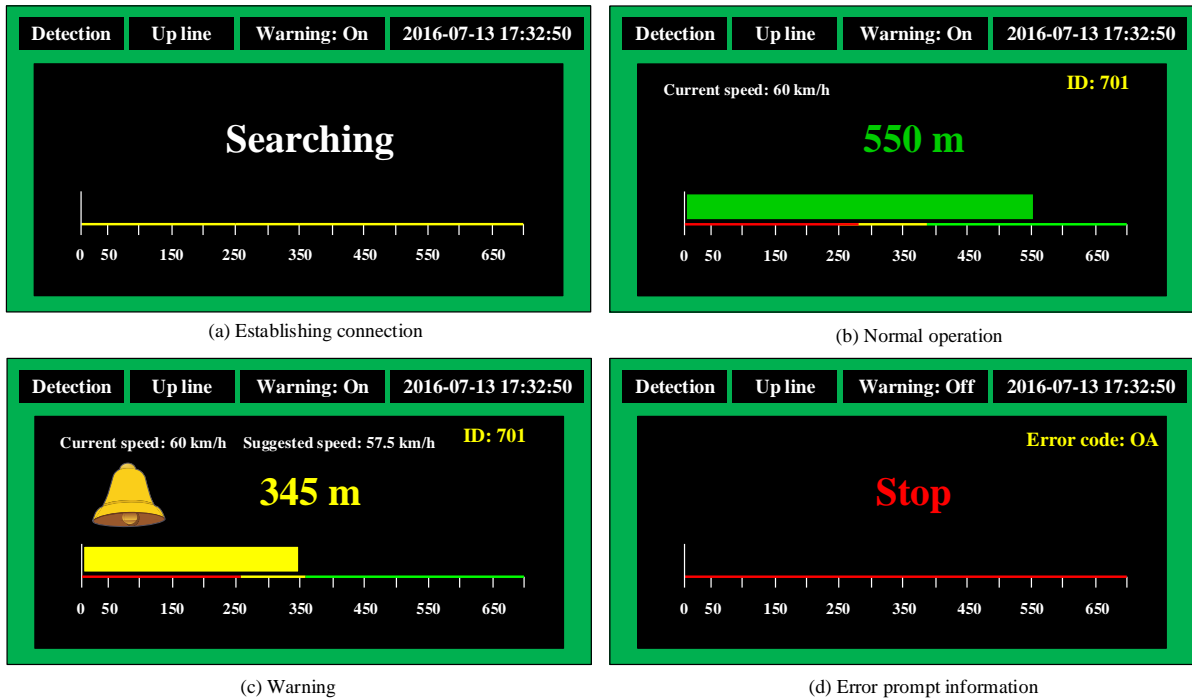 Detection Up line Warning: On 2016-07-13 17:32:50
Searching
0 50 150 250 350 450 550 650
(a) Establishing connection
Detection Up line Warning: On 2016-07-13 17:32:50
Current speed: 60 km/h ID: 701
550 m
0 50 150 250 350 450 550 650
(b) Normal operation
Detection Up line Warning: On 2016-07-13 17:32:50
Current speed: 60 km/h Suggested speed: 57.5 km/h ID: 701
345 m
0 50 150 250 350 450 550 650
(c) Warning
Detection Up line Warning: Off 2016-07-13 17:32:50
Error code: OA
Stop
0 50 150 250 350 450 550 650
(d) Error prompt information